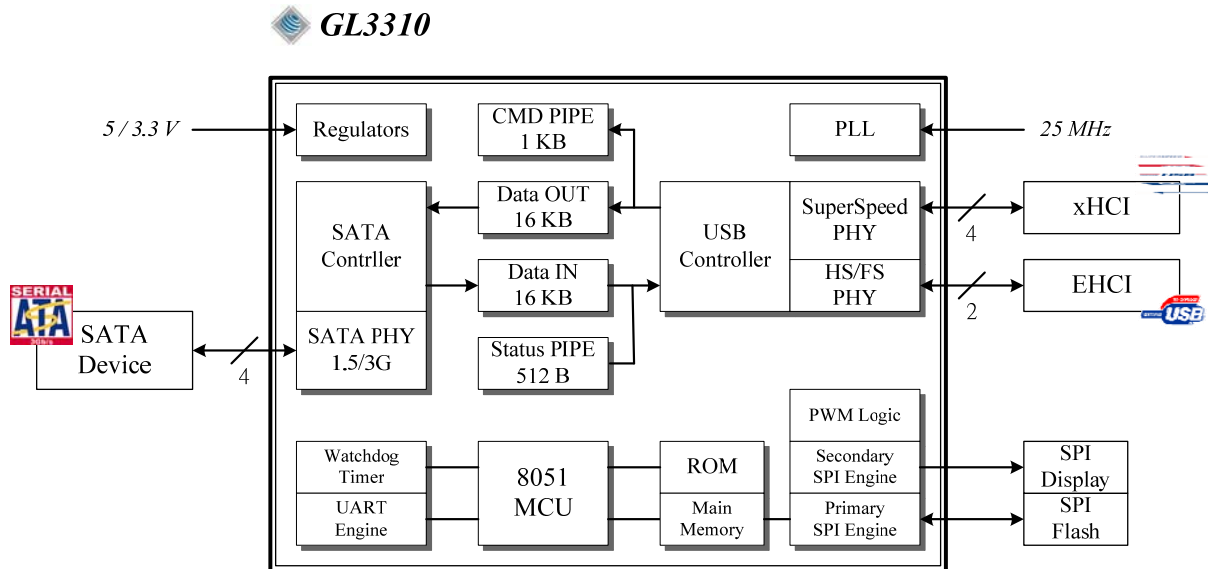 GL3310
5 / 3.3 V
Regulators
CMD PIPE
1 KB
PLL
25 MHz
SATA
Contrller
Data OUT
16 KB
USB
Controller
SuperSpeed
PHY
4
xHCI
USB
Data IN
16 KB
HS/FS
PHY
2
EHCI
USB
SERIAL
ATA
3Gb/s
SATA
Device
4
SATA PHY
1.5/3G
Status PIPE
512 B
PWM Logic
Watchdog
Timer
8051
MCU
ROM
Secondary
SPI Engine
SPI
Display
UART
Engine
Main
Memory
Primary
SPI Engine
SPI
Flash